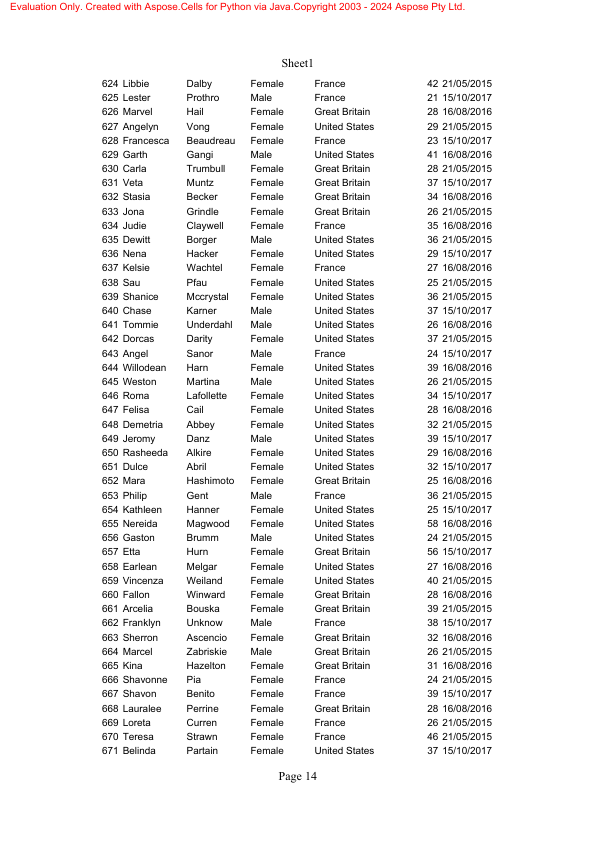 Evaluation Only. Created with Aspose.Cells for Python via Java.Copyright 2003 - 2024 Aspose Pty Ltd.
Sheet1
624 Libbie Dalby Female France 42 21/05/2015
625 Lester Prothro Male France 21 15/10/2017
626 Marvel Hail Female Great Britain 28 16/08/2016
627 Angelyn Vong Female United States 29 21/05/2015
628 Francesca Beaudreau Female France 23 15/10/2017
629 Garth Gangi Male United States 41 16/08/2016
630 Carla Trumbull Female Great Britain 28 21/05/2015
631 Veta Muntz Female Great Britain 37 15/10/2017
632 Stasia Becker Female Great Britain 34 16/08/2016
633 Jona Grindle Female Great Britain 26 21/05/2015
634 Judie Claywell Female France 35 16/08/2016
635 Dewitt Borger Male United States 36 21/05/2015
636 Nena Hacker Female United States 29 15/10/2017
637 Kelsie Wachtel Female France 27 16/08/2016
638 Sau Pfau Female United States 25 21/05/2015
639 Shanice Mccrystal Female United States 36 21/05/2015
640 Chase Karner Male United States 37 15/10/2017
641 Tommie Underdahl Male United States 26 16/08/2016
642 Dorcas Darity Female United States 37 21/05/2015
643 Angel Sanor Male France 24 15/10/2017
644 Willodean Harn Female United States 39 16/08/2016
645 Weston Martina Male United States 26 21/05/2015
646 Roma Lafollette Female United States 34 15/10/2017
647 Felisa Cail Female United States 28 16/08/2016
648 Demetria Abbey Female United States 32 21/05/2015
649 Jeromy Danz Male United States 39 15/10/2017
650 Rasheeda Alkire Female United States 29 16/08/2016
651 Dulce Abril Female United States 32 15/10/2017
652 Mara Hashimoto Female Great Britain 25 16/08/2016
653 Philip Gent Male France 36 21/05/2015
654 Kathleen Hanner Female United States 25 15/10/2017
655 Nereida Magwood Female United States 58 16/08/2016
656 Gaston Brumm Male United States 24 21/05/2015
657 Etta Hurn Female Great Britain 56 15/10/2017
658 Earlean Melgar Female United States 27 16/08/2016
659 Vincenza Weiland Female United States 40 21/05/2015
660 Fallon Winward Female Great Britain 28 16/08/2016
661 Arcelia Bouska Female Great Britain 39 21/05/2015
662 Franklyn Unknow Male France 38 15/10/2017
663 Sherron Ascencio Female Great Britain 32 16/08/2016
664 Marcel Zabriskie Male Great Britain 26 21/05/2015
665 Kina Hazelton Female Great Britain 31 16/08/2016
666 Shavonne Pia Female France 24 21/05/2015
667 Shavon Benito Female France 39 15/10/2017
668 Lauralee Perrine Female Great Britain 28 16/08/2016
669 Loreta Curren Female France 26 21/05/2015
670 Teresa Strawn Female France 46 21/05/2015
671 Belinda Partain Female United States 37 15/10/2017
Page 14